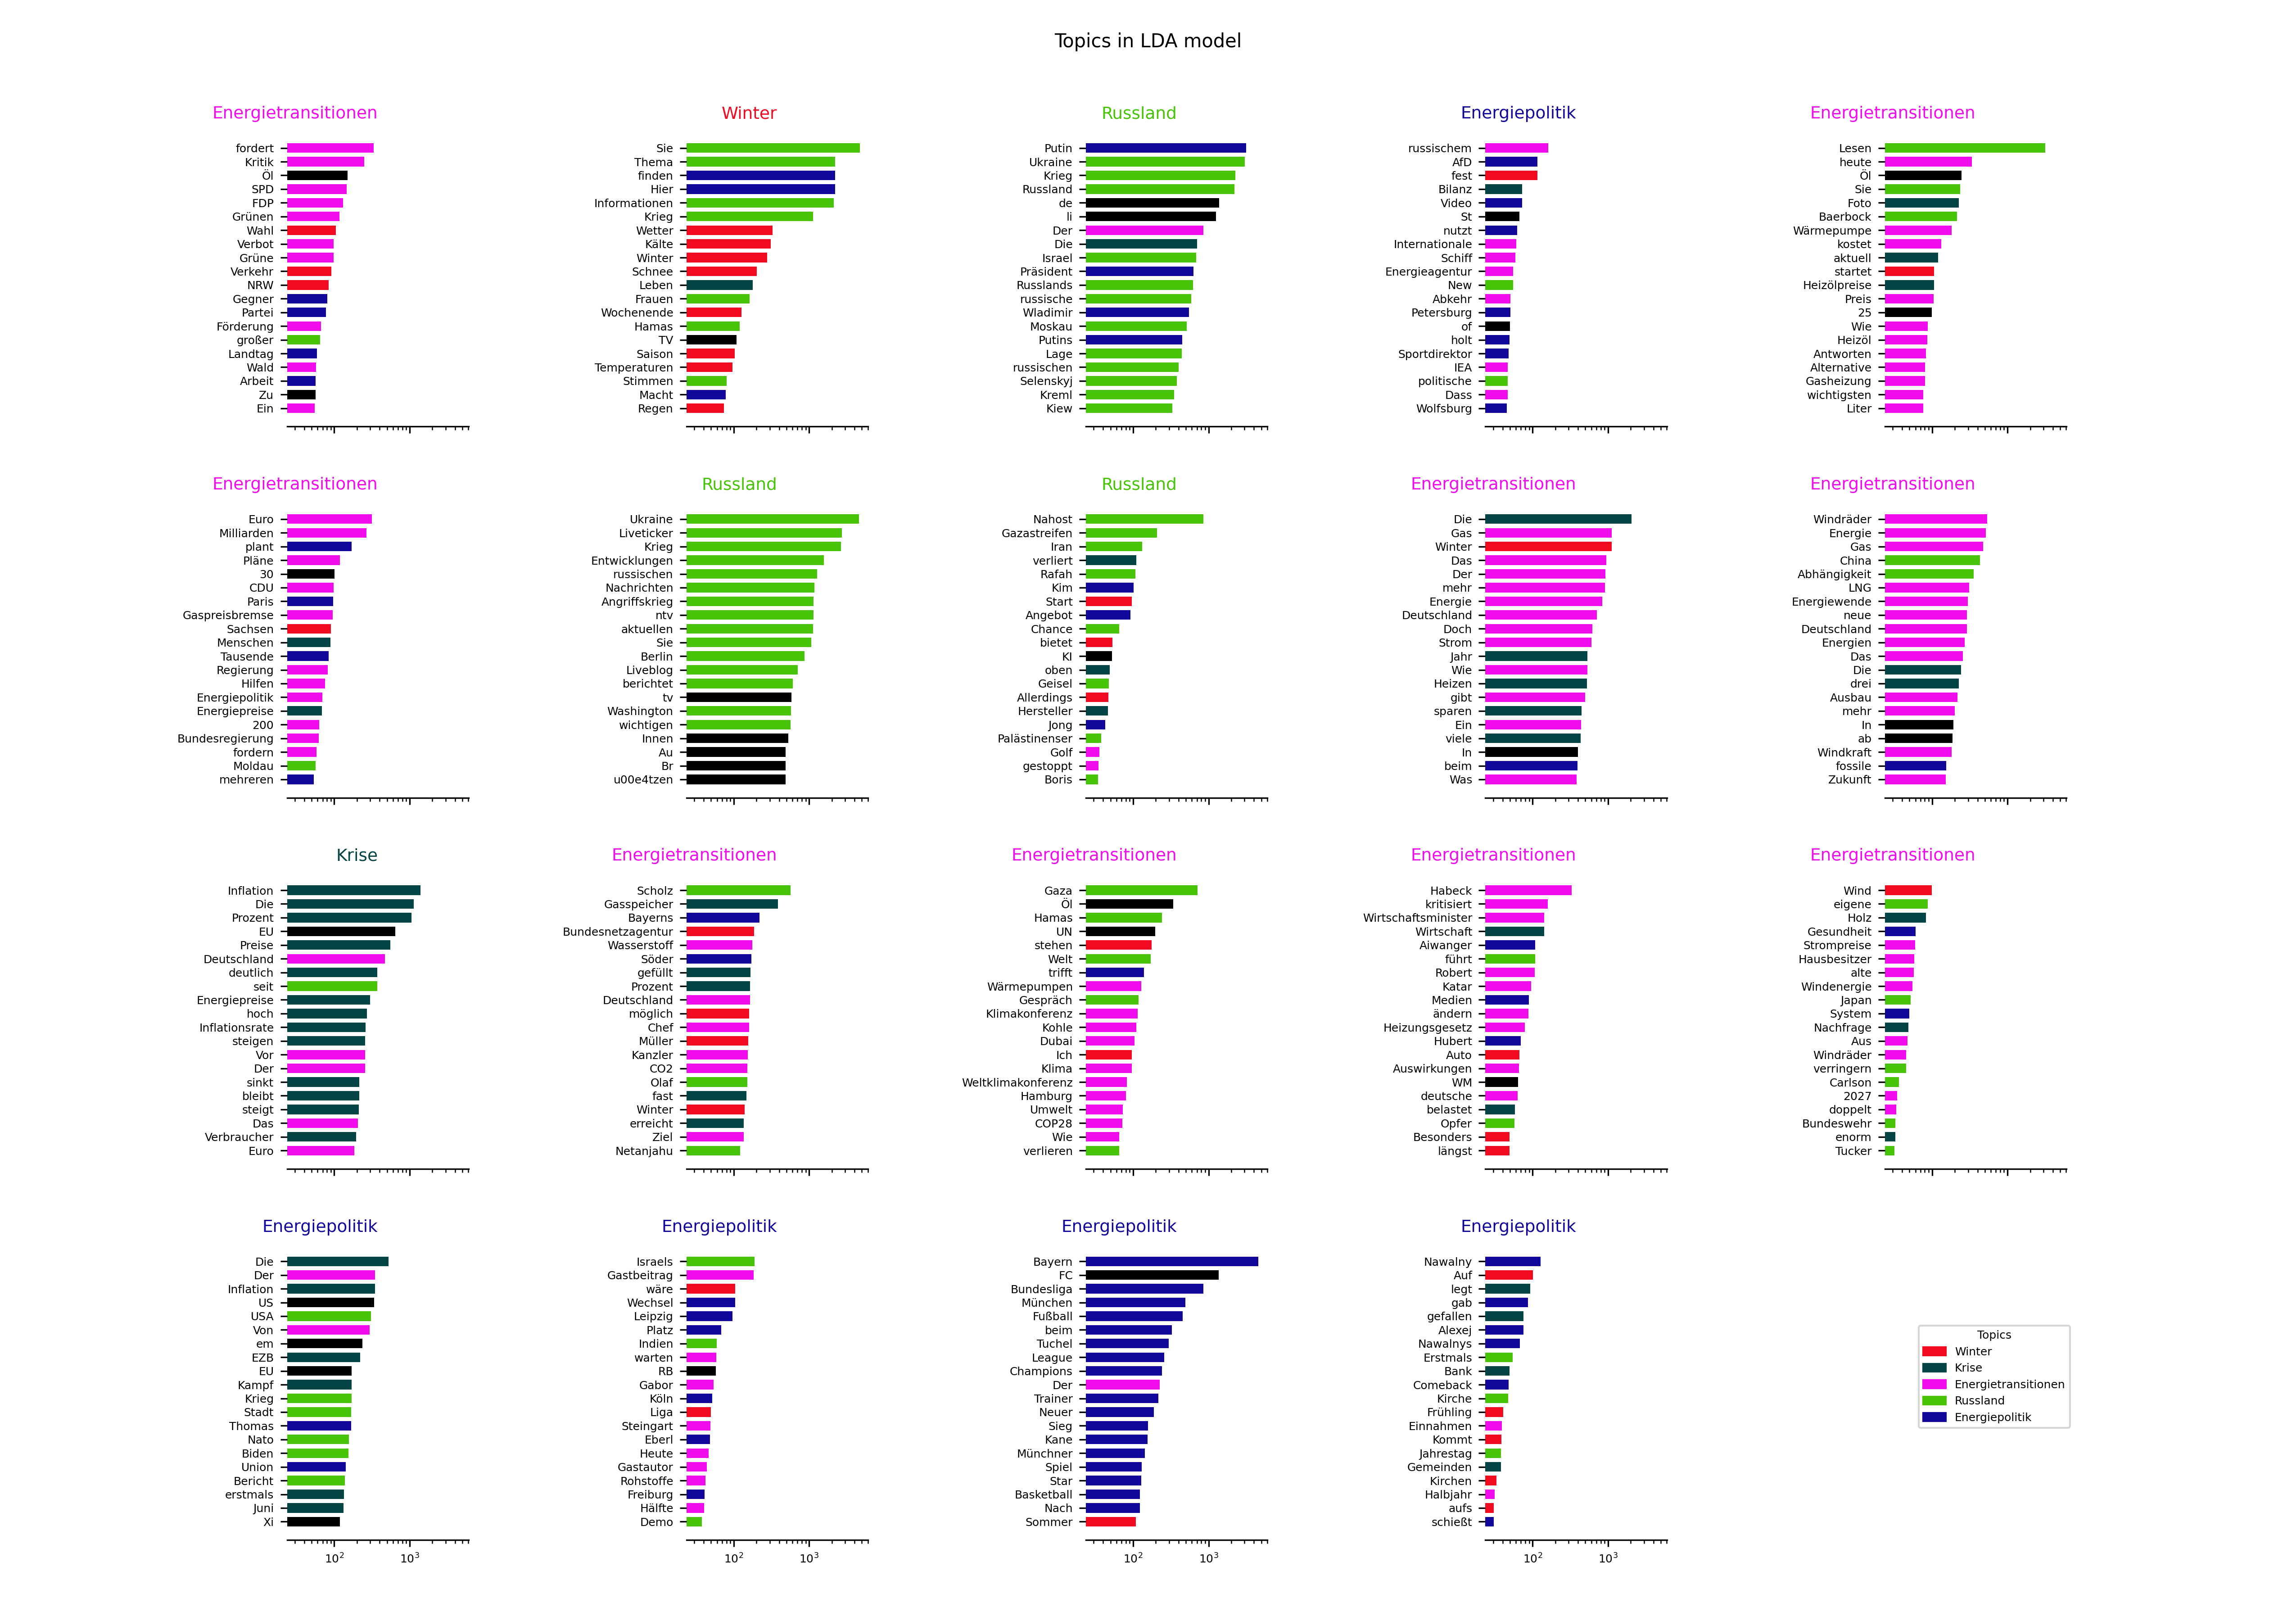 Topics in LDA model
Energietransitionen
fordert
Kritik
Öl
SPD
FDP
Grünen
Wahl
Verbot
Grüne
Verkehr
NRW
Gegner
Partei
Förderung
großer
Landtag
Wald
Arbeit
Zu
Ein
Winter
Sie
Thema
finden
Hier
Informationen
Krieg
Wetter
Kälte
Winter
Schnee
Leben
Frauen
Wochenende
Hamas
TV
Saison
Temperaturen
Stimmen
Macht
Regen
Russland
Putin
Ukraine
Krieg
Russland
de
li
Der
Die
Israel
Präsident
Russlands
russische
Wladimir
Moskau
Putins
Lage
russischen
Selenskyj
Kreml
Kiew
Energiepolitik
russischem
AfD
fest
Bilanz
Video
St
nutzt
Internationale
Schiff
Energieagentur
New
Abkehr
Petersburg
of
holt
Sportdirektor
IEA
politische
Dass
Wolfsburg
Energietransitionen
Lesen
heute
Öl
Sie
Foto
Baerbock
Wärmepumpe
kostet
aktuell
startet
Heizölpreise
Preis
25
Wie
Heizöl
Antworten
Alternative
Gasheizung
wichtigsten
Liter
Energietransitionen
Euro
Milliarden
plant
Pläne
30
CDU
Paris
Gaspreisbremse
Sachsen
Menschen
Tausende
Regierung
Hilfen
Energiepolitik
Energiepreise
200
Bundesregierung
fordern
Moldau
mehreren
Russland
Ukraine
Liveticker
Krieg
Entwicklungen
russischen
Nachrichten
Angriffskrieg
ntv
aktuellen
Sie
Berlin
Liveblog
berichtet
tv
Washington
wichtigen
Innen
Au
Br
u00e4tzen
Russland
Nahost
Gazastreifen
Iran
verliert
Rafah
Kim
Start
Angebot
Chance
bietet
KI
oben
Geisel
Allerdings
Hersteller
Jong
Palästinenser
Golf
gestoppt
Boris
Energietransitionen
Die
Gas
Winter
Das
Der
mehr
Energie
Deutschland
Doch
Strom
Jahr
Wie
Heizen
gibt
sparen
Ein
viele
In
beim
Was
Energietransitionen
Windräder
Energie
Gas
China
Abhängigkeit
LNG
Energiewende
neue
Deutschland
Energien
Das
Die
drei
Ausbau
mehr
In
ab
Windkraft
fossile
Zukunft
Krise
Inflation
Die
Prozent
EU
Preise
Deutschland
deutlich
seit
Energiepreise
hoch
Inflationsrate
steigen
Vor
Der
sinkt
bleibt
steigt
Das
Verbraucher
Euro
Energietransitionen
Scholz
Gasspeicher
Bayerns
Bundesnetzagentur
Wasserstoff
Söder
gefüllt
Prozent
Deutschland
möglich
Chef
Müller
Kanzler
CO2
Olaf
fast
Winter
erreicht
Ziel
Netanjahu
Energietransitionen
Gaza
Öl
Hamas
UN
stehen
Welt
trifft
Wärmepumpen
Gespräch
Klimakonferenz
Kohle
Dubai
Ich
Klima
Weltklimakonferenz
Hamburg
Umwelt
COP28
Wie
verlieren
Energietransitionen
Habeck
kritisiert
Wirtschaftsminister
Wirtschaft
Aiwanger
führt
Robert
Katar
Medien
ändern
Heizungsgesetz
Hubert
Auto
Auswirkungen
WM
deutsche
belastet
Opfer
Besonders
längst
Energietransitionen
Wind
eigene
Holz
Gesundheit
Strompreise
Hausbesitzer
alte
Windenergie
Japan
System
Nachfrage
Aus
Windräder
verringern
Carlson
2027
doppelt
Bundeswehr
enorm
Tucker
Energiepolitik
Die
Der
Inflation
US
USA
Von
em
EZB
EU
Kampf
Krieg
Stadt
Thomas
Nato
Biden
Union
Bericht
erstmals
Juni
Xi
10² 10³
Energiepolitik
Israels
Gastbeitrag
wäre
Wechsel
Leipzig
Platz
Indien
warten
RB
Gabor
Köln
Liga
Steingart
Eberl
Heute
Gastautor
Rohstoffe
Freiburg
Hälfte
Demo
10² 10³
Energiepolitik
Bayern
FC
Bundesliga
München
Fußball
beim
Tuchel
League
Champions
Der
Trainer
Neuer
Sieg
Kane
Münchner
Spiel
Star
Basketball
Nach
Sommer
10² 10³
Energiepolitik
Nawalny
Auf
legt
gab
gefallen
Alexej
Nawalnys
Erstmals
Bank
Comeback
Kirche
Frühling
Einnahmen
Kommt
Jahrestag
Gemeinden
Kirchen
Halbjahr
aufs
schießt
10² 10³
Topics
Winter
Krise
Energietransitionen
Russland
Energiepolitik